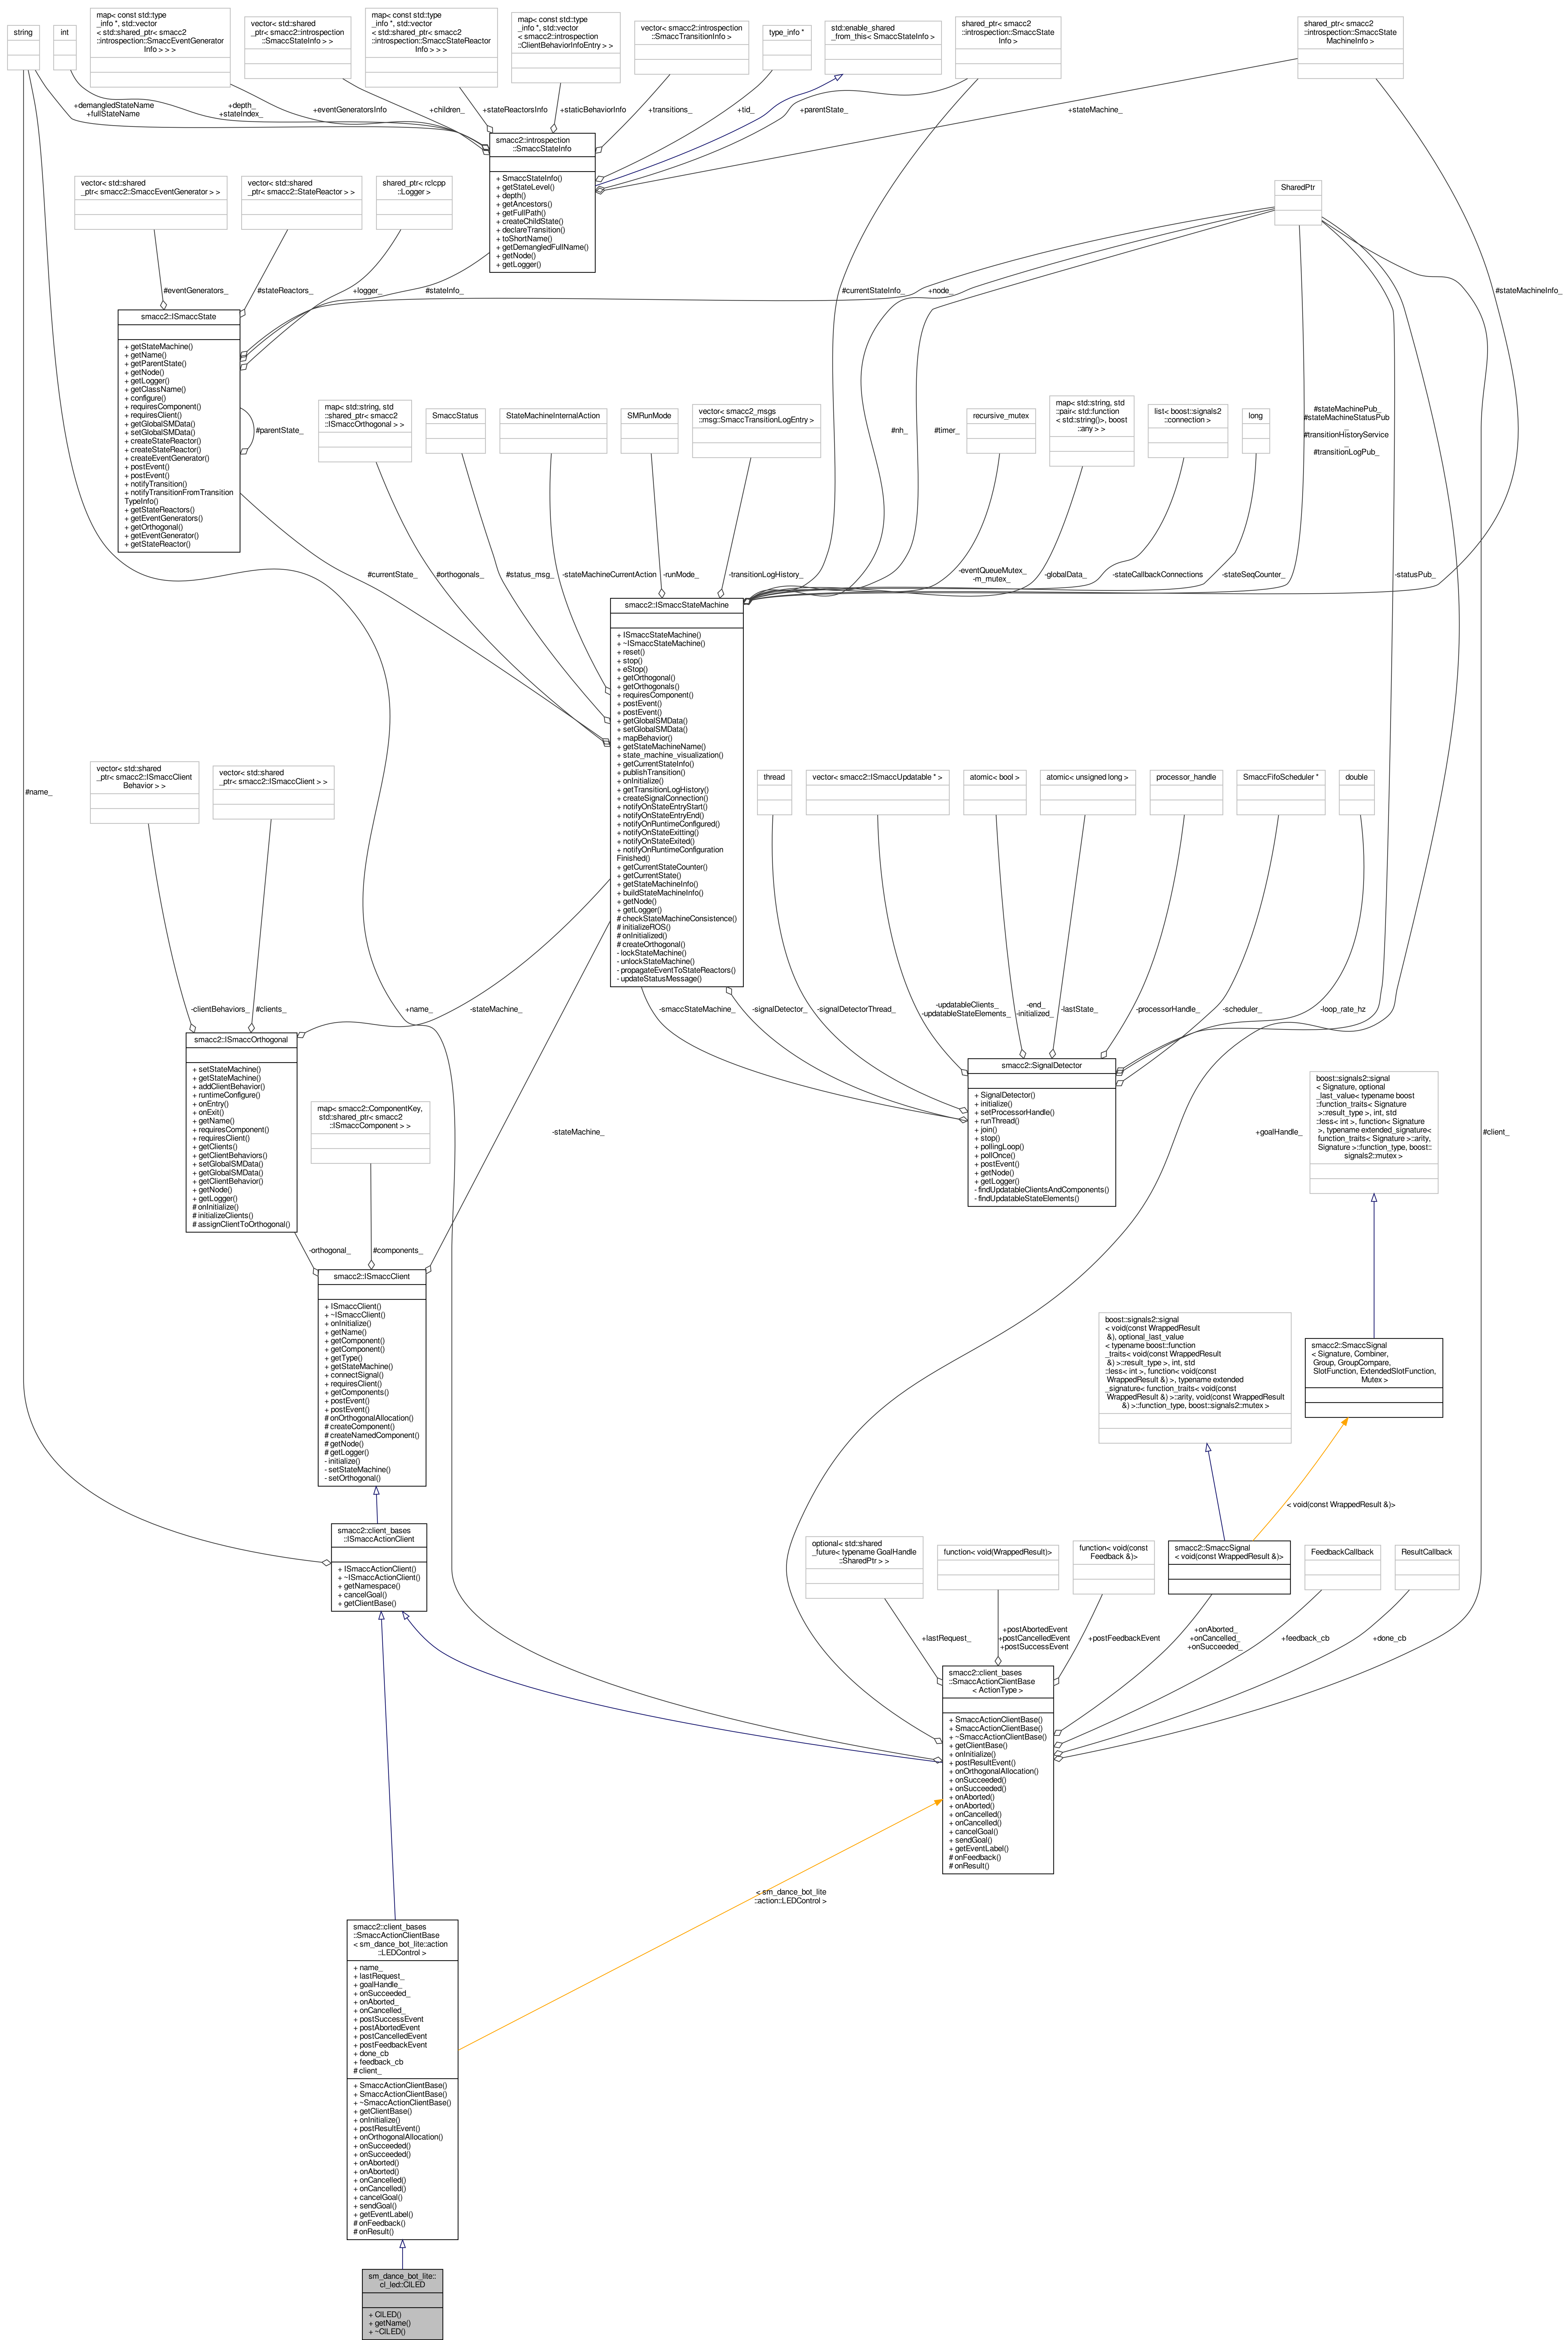 string
int
map< const std::type
_info *, std::vector
< std::shared_ptr< smacc2
::introspection::SmaccEventGenerator
Info > > >
vector< std::shared
_ptr< smacc2::introspection
::SmaccStateInfo > >
map< const std::type
_info *, std::vector
< std::shared_ptr< smacc2
::introspection::SmaccStateReactor
Info > > >
map< const std::type
_info *, std::vector
< smacc2::introspection
::ClientBehaviorInfoEntry > >
vector< smacc2::introspection
::SmaccTransitionInfo >
type_info *
std::enable_shared
_from_this< SmaccStateInfo >
shared_ptr< smacc2
::introspection::SmaccState
Info >
shared_ptr< smacc2
::introspection::SmaccState
MachineInfo >
+demangledStateName
+fullStateName
+depth_
+stateIndex_
+eventGeneratorsInfo
+children_
+stateReactorsInfo
+staticBehaviorInfo
+transitions_
+tid_
+parentState_
+stateMachine_
smacc2::introspection
::SmaccStateInfo
+ SmaccStateInfo()
+ getStateLevel()
+ depth()
+ getAncestors()
+ getFullPath()
+ createChildState()
+ declareTransition()
+ toShortName()
+ getDemangledFullName()
+ getNode()
+ getLogger()
vector< std::shared
_ptr< smacc2::SmaccEventGenerator > >
vector< std::shared
_ptr< smacc2::StateReactor > >
shared_ptr< rclcpp
::Logger >
SharedPtr
#eventGenerators_
#stateReactors_
+logger_
#stateInfo_
#currentStateInfo_
+node_
#stateMachineInfo_
smacc2::ISmaccState
+ getStateMachine()
+ getName()
+ getParentState()
+ getNode()
+ getLogger()
+ getClassName()
+ configure()
+ requiresComponent()
+ requiresClient()
+ getGlobalSMData()
+ setGlobalSMData()
+ createStateReactor()
+ createStateReactor()
+ createEventGenerator()
+ postEvent()
+ postEvent()
+ notifyTransition()
+ notifyTransitionFromTransition
TypeInfo()
+ getStateReactors()
+ getEventGenerators()
+ getOrthogonal()
+ getEventGenerator()
+ getStateReactor()
#parentState_
map< std::string, std
::shared_ptr< smacc2
::ISmaccOrthogonal > >
SmaccStatus
StateMachineInternalAction
SMRunMode
vector< smacc2_msgs
::msg::SmaccTransitionLogEntry >
#nh_
#timer_
recursive_mutex
map< std::string, std
::pair< std::function
< std::string()>, boost
::any > >
list< boost::signals2
::connection >
long
#stateMachinePub_
#stateMachineStatusPub
_
#transitionHistoryService
_
#transitionLogPub_
#currentState_
#orthogonals_
#status_msg_
-stateMachineCurrentAction
-runMode_
-transitionLogHistory_
-eventQueueMutex_
-m_mutex_
-globalData_
-stateCallbackConnections
-stateSeqCounter_
-statusPub_
smacc2::ISmaccStateMachine
+ ISmaccStateMachine()
+ ~ISmaccStateMachine()
+ reset()
+ stop()
+ eStop()
+ getOrthogonal()
+ getOrthogonals()
+ requiresComponent()
+ postEvent()
+ postEvent()
+ getGlobalSMData()
+ setGlobalSMData()
+ mapBehavior()
+ getStateMachineName()
+ state_machine_visualization()
+ getCurrentStateInfo()
+ publishTransition()
+ onInitialize()
+ getTransitionLogHistory()
+ createSignalConnection()
+ notifyOnStateEntryStart()
+ notifyOnStateEntryEnd()
+ notifyOnRuntimeConfigured()
+ notifyOnStateExitting()
+ notifyOnStateExited()
+ notifyOnRuntimeConfiguration
Finished()
+ getCurrentStateCounter()
+ getCurrentState()
+ getStateMachineInfo()
+ buildStateMachineInfo()
+ getNode()
+ getLogger()
# checkStateMachineConsistence()
# initializeROS()
# onInitialized()
# createOrthogonal()
- lockStateMachine()
- unlockStateMachine()
- propagateEventToStateReactors()
- updateStatusMessage()
#name_
vector< std::shared
_ptr< smacc2::ISmaccClient
Behavior > >
vector< std::shared
_ptr< smacc2::ISmaccClient > >
thread
vector< smacc2::ISmaccUpdatable * >
atomic< bool >
atomic< unsigned long >
processor_handle
SmaccFifoScheduler *
double
-clientBehaviors_
#clients_
+name_
-stateMachine_
-smaccStateMachine_
-signalDetector_
-signalDetectorThread_
-updatableClients_
-updatableStateElements_
-end_
-initialized_
-lastState_
-processorHandle_
-scheduler_
-loop_rate_hz
smacc2::ISmaccOrthogonal
+ setStateMachine()
+ getStateMachine()
+ addClientBehavior()
+ runtimeConfigure()
+ onEntry()
+ onExit()
+ getName()
+ requiresComponent()
+ requiresClient()
+ getClients()
+ getClientBehaviors()
+ setGlobalSMData()
+ getGlobalSMData()
+ getClientBehavior()
+ getNode()
+ getLogger()
# onInitialize()
# initializeClients()
# assignClientToOrthogonal()
smacc2::SignalDetector
+ SignalDetector()
+ initialize()
+ setProcessorHandle()
+ runThread()
+ join()
+ stop()
+ pollingLoop()
+ pollOnce()
+ postEvent()
+ getNode()
+ getLogger()
- findUpdatableClientsAndComponents()
- findUpdatableStateElements()
map< smacc2::ComponentKey,
std::shared_ptr< smacc2
::ISmaccComponent > >
boost::signals2::signal
< Signature, optional
_last_value< typename boost
::function_traits< Signature
>::result_type >, int, std
::less< int >, function< Signature
>, typename extended_signature<
function_traits< Signature >::arity,
Signature >::function_type, boost::
signals2::mutex >
-stateMachine_
+goalHandle_
#client_
-orthogonal_
#components_
smacc2::ISmaccClient
+ ISmaccClient()
+ ~ISmaccClient()
+ onInitialize()
+ getName()
+ getComponent()
+ getComponent()
+ getType()
+ getStateMachine()
+ connectSignal()
+ requiresClient()
+ getComponents()
+ postEvent()
+ postEvent()
# onOrthogonalAllocation()
# createComponent()
# createNamedComponent()
# getNode()
# getLogger()
- initialize()
- setStateMachine()
- setOrthogonal()
boost::signals2::signal
< void(const WrappedResult
&), optional_last_value
< typename boost::function
_traits< void(const WrappedResult
&) >::result_type >, int, std
::less< int >, function< void(const
WrappedResult &) >, typename extended
_signature< function_traits< void(const
WrappedResult &) >::arity, void(const WrappedResult
&) >::function_type, boost::signals2::mutex >
smacc2::SmaccSignal
< Signature, Combiner,
Group, GroupCompare,
SlotFunction, ExtendedSlotFunction,
Mutex >
< void(const WrappedResult &)>
smacc2::client_bases
::ISmaccActionClient
+ ISmaccActionClient()
+ ~ISmaccActionClient()
+ getNamespace()
+ cancelGoal()
+ getClientBase()
optional< std::shared
_future< typename GoalHandle
::SharedPtr > >
function< void(WrappedResult)>
function< void(const
Feedback &)>
smacc2::SmaccSignal
< void(const WrappedResult &)>
FeedbackCallback
ResultCallback
+lastRequest_
+postAbortedEvent
+postCancelledEvent
+postSuccessEvent
+postFeedbackEvent
+onAborted_
+onCancelled_
+onSucceeded_
+feedback_cb
+done_cb
smacc2::client_bases
::SmaccActionClientBase
< ActionType >
+ SmaccActionClientBase()
+ SmaccActionClientBase()
+ ~SmaccActionClientBase()
+ getClientBase()
+ onInitialize()
+ postResultEvent()
+ onOrthogonalAllocation()
+ onSucceeded()
+ onSucceeded()
+ onAborted()
+ onAborted()
+ onCancelled()
+ onCancelled()
+ cancelGoal()
+ sendGoal()
+ getEventLabel()
# onFeedback()
# onResult()
< sm_dance_bot_lite
::action::LEDControl >
smacc2::client_bases
::SmaccActionClientBase
< sm_dance_bot_lite::action
::LEDControl >
+ name_
+ lastRequest_
+ goalHandle_
+ onSucceeded_
+ onAborted_
+ onCancelled_
+ postSuccessEvent
+ postAbortedEvent
+ postCancelledEvent
+ postFeedbackEvent
+ done_cb
+ feedback_cb
# client_
+ SmaccActionClientBase()
+ SmaccActionClientBase()
+ ~SmaccActionClientBase()
+ getClientBase()
+ onInitialize()
+ postResultEvent()
+ onOrthogonalAllocation()
+ onSucceeded()
+ onSucceeded()
+ onAborted()
+ onAborted()
+ onCancelled()
+ onCancelled()
+ cancelGoal()
+ sendGoal()
+ getEventLabel()
# onFeedback()
# onResult()
sm_dance_bot_lite::
cl_led::ClLED
+ ClLED()
+ getName()
+ ~ClLED()